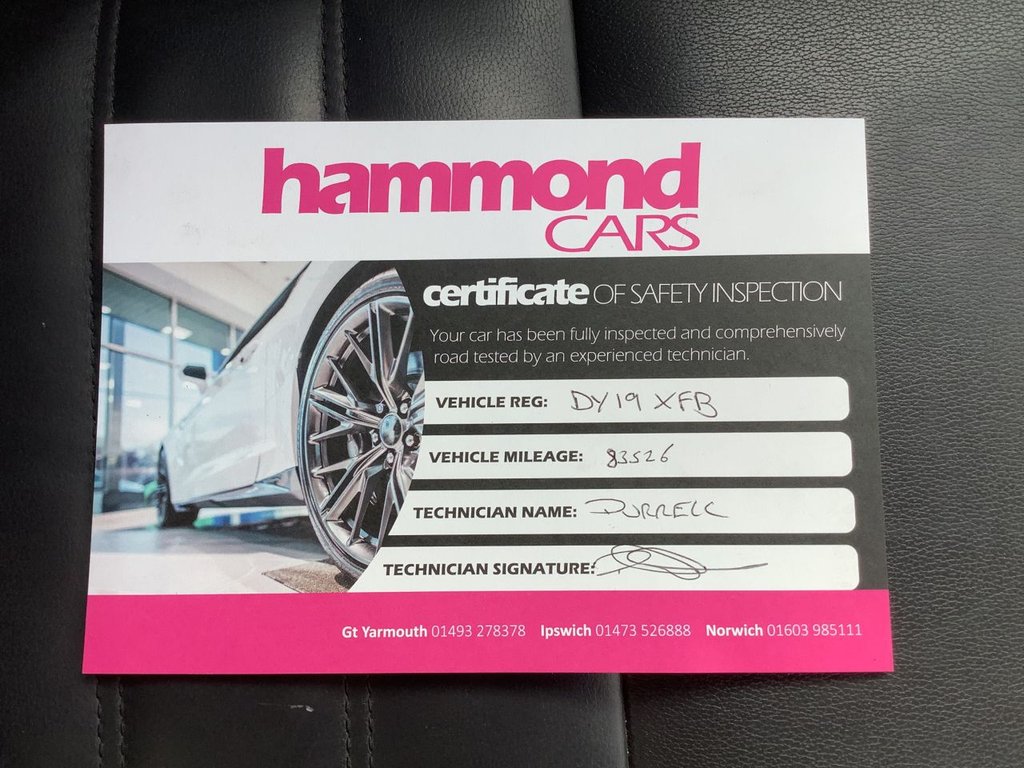 hammond
CARS
certificate OF SAFETY INSPECTION
Your car has been fully inspected and comprehensively
road tested by an experienced technician.
VEHICLE REG: DY19 XFB
VEHICLE MILEAGE: 83526
TECHNICIAN NAME: DURRELL
TECHNICIAN SIGNATURE:
Gt Yarmouth 01493 278378 Ipswich 01473 526888 Norwich 01603 985111